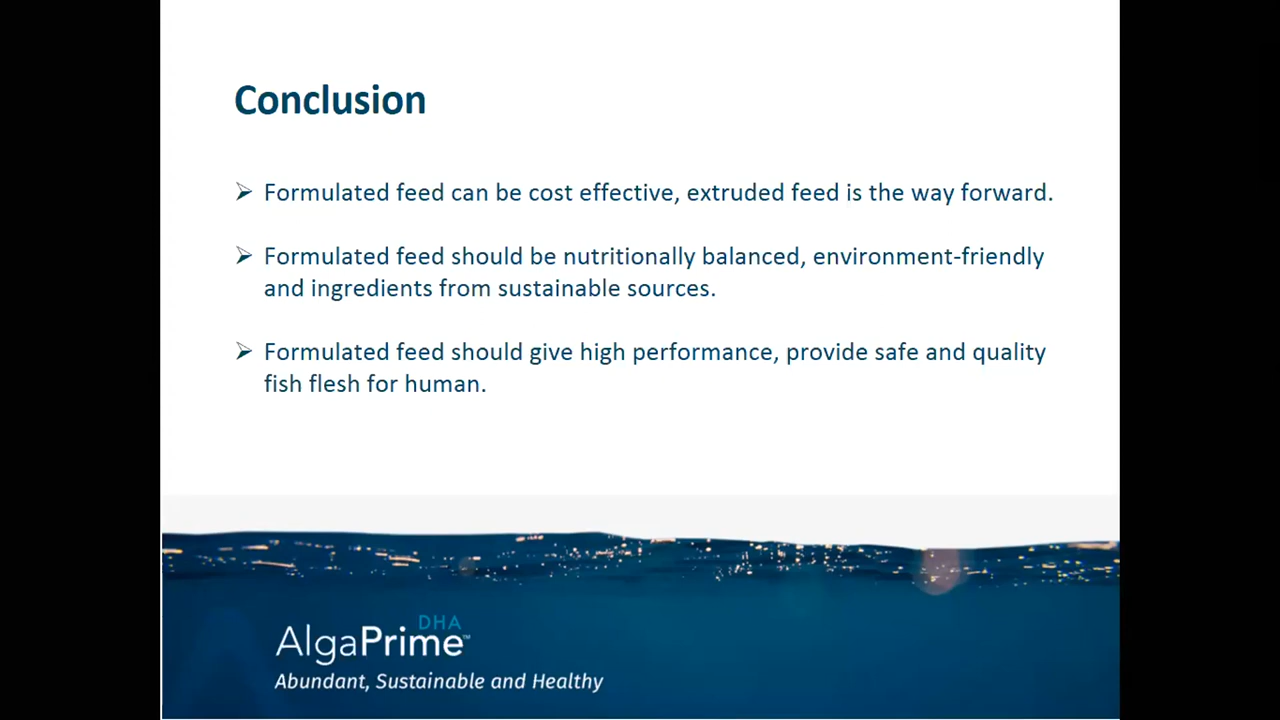 Conclusion
Formulated feed can be cost effective, extruded feed is the way forward.
Formulated feed should be nutritionally balanced, environment-friendly
and ingredients from sustainable sources.
Formulated feed should give high performance, provide safe and quality
fish flesh for human.
DHA
AlgaPrime™
Abundant, Sustainable and Healthy